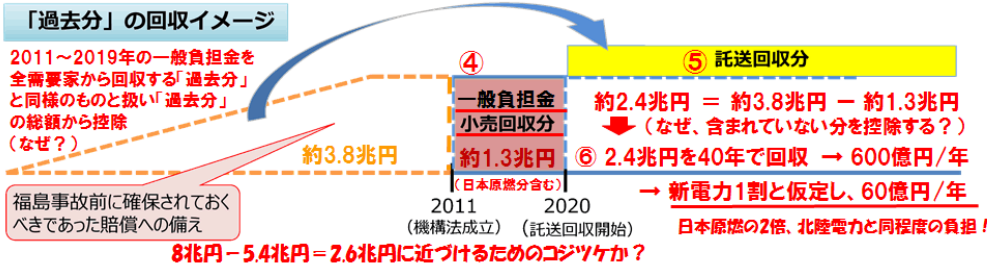 「過去分」の回収イメージ
2011～2019年の一般負担金を
全需要家から回収する「過去分」
と同様のものと扱い「過去分」
の総額から控除
（なぜ？）
約3.8兆円
福島事故前に確保されておく
べきであった賠償への備え
④
一般負担金
小売回収分
約1.3兆円
（日本原燃分含む）
2011
（機構法成立）
2020
（託送回収開始）
⑤ 託送回収分
約2.4兆円 ＝ 約3.8兆円 － 約1.3兆円
（なぜ、含まれていない分を控除する？）
⑥ 2.4兆円を40年で回収 → 600億円/年
→ 新電力1割と仮定し、60億円/年
日本原燃の2倍、北陸電力と同程度の負担！
8兆円－5.4兆円＝2.6兆円に近づけるためのコジツケか？